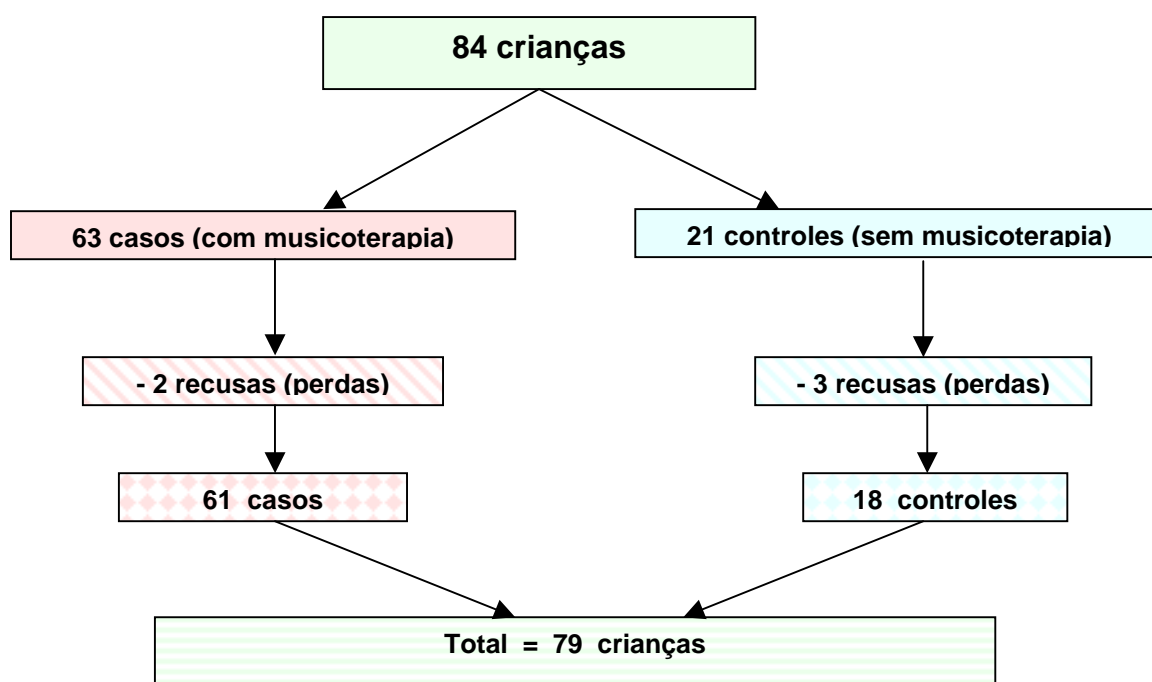 84 crianças
63 casos (com musicoterapia)
21 controles (sem musicoterapia)
- 2 recusas (perdas)
- 3 recusas (perdas)
61 casos
18 controles
Total = 79 crianças